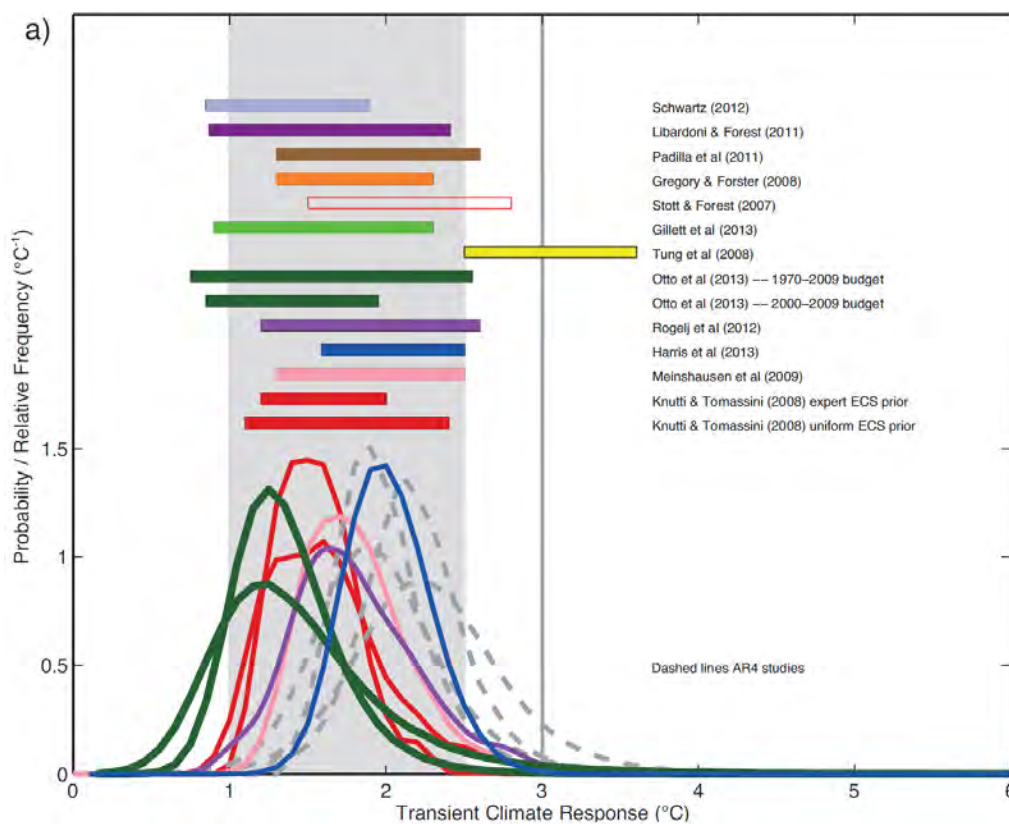 a)
Schwartz (2012)
Libardoni & Forest (2011)
Padilla et al (2011)
Gregory & Forster (2008)
Stott & Forest (2007)
Gillett et al (2013)
Tung et al (2008)
Otto et al (2013) –– 1970–2009 budget
Otto et al (2013) –– 2000–2009 budget
Rogelj et al (2012)
Harris et al (2013)
Meinshausen et al (2009)
Knutti & Tomassini (2008) expert ECS prior
Knutti & Tomassini (2008) uniform ECS prior
Probability / Relative Frequency (°C⁻¹)
1.5
1
0.5
0
Dashed lines AR4 studies
0 1 2 3 4 5 6
Transient Climate Response (°C)